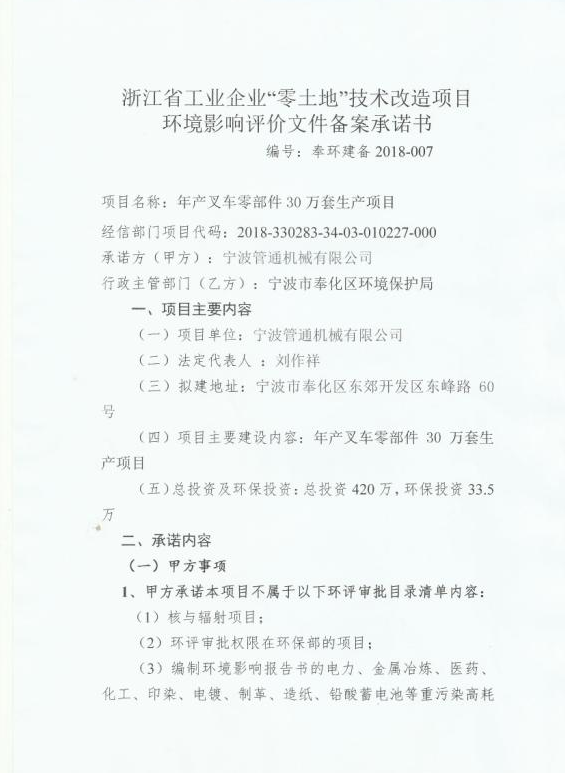 浙江省工业企业“零土地”技术改造项目
环境影响评价文件备案承诺书
编号：奉环建备 2018-007
项目名称：年产叉车零部件 30 万套生产项目
经信部门项目代码：2018-330283-34-03-010227-000
承诺方（甲方）：宁波管通机械有限公司
行政主管部门（乙方）：宁波市奉化区环境保护局
一、项目主要内容
（一）项目单位：宁波管通机械有限公司
（二）法定代表人 ：刘作祥
（三）拟建地址：宁波市奉化区东郊开发区东峰路 60
号
（四）项目主要建设内容：年产叉车零部件 30 万套生
产项目
（五）总投资及环保投资：总投资 420 万，环保投资 33.5
万
二、承诺内容
（一）甲方事项
1、甲方承诺本项目不属于以下环评审批目录清单内容：
（1）核与辐射项目；
（2）环评审批权限在环保部的项目；
（3）编制环境影响报告书的电力、金属冶炼、医药、
化工、印染、电镀、制革、造纸、铅酸蓄电池等重污染高耗